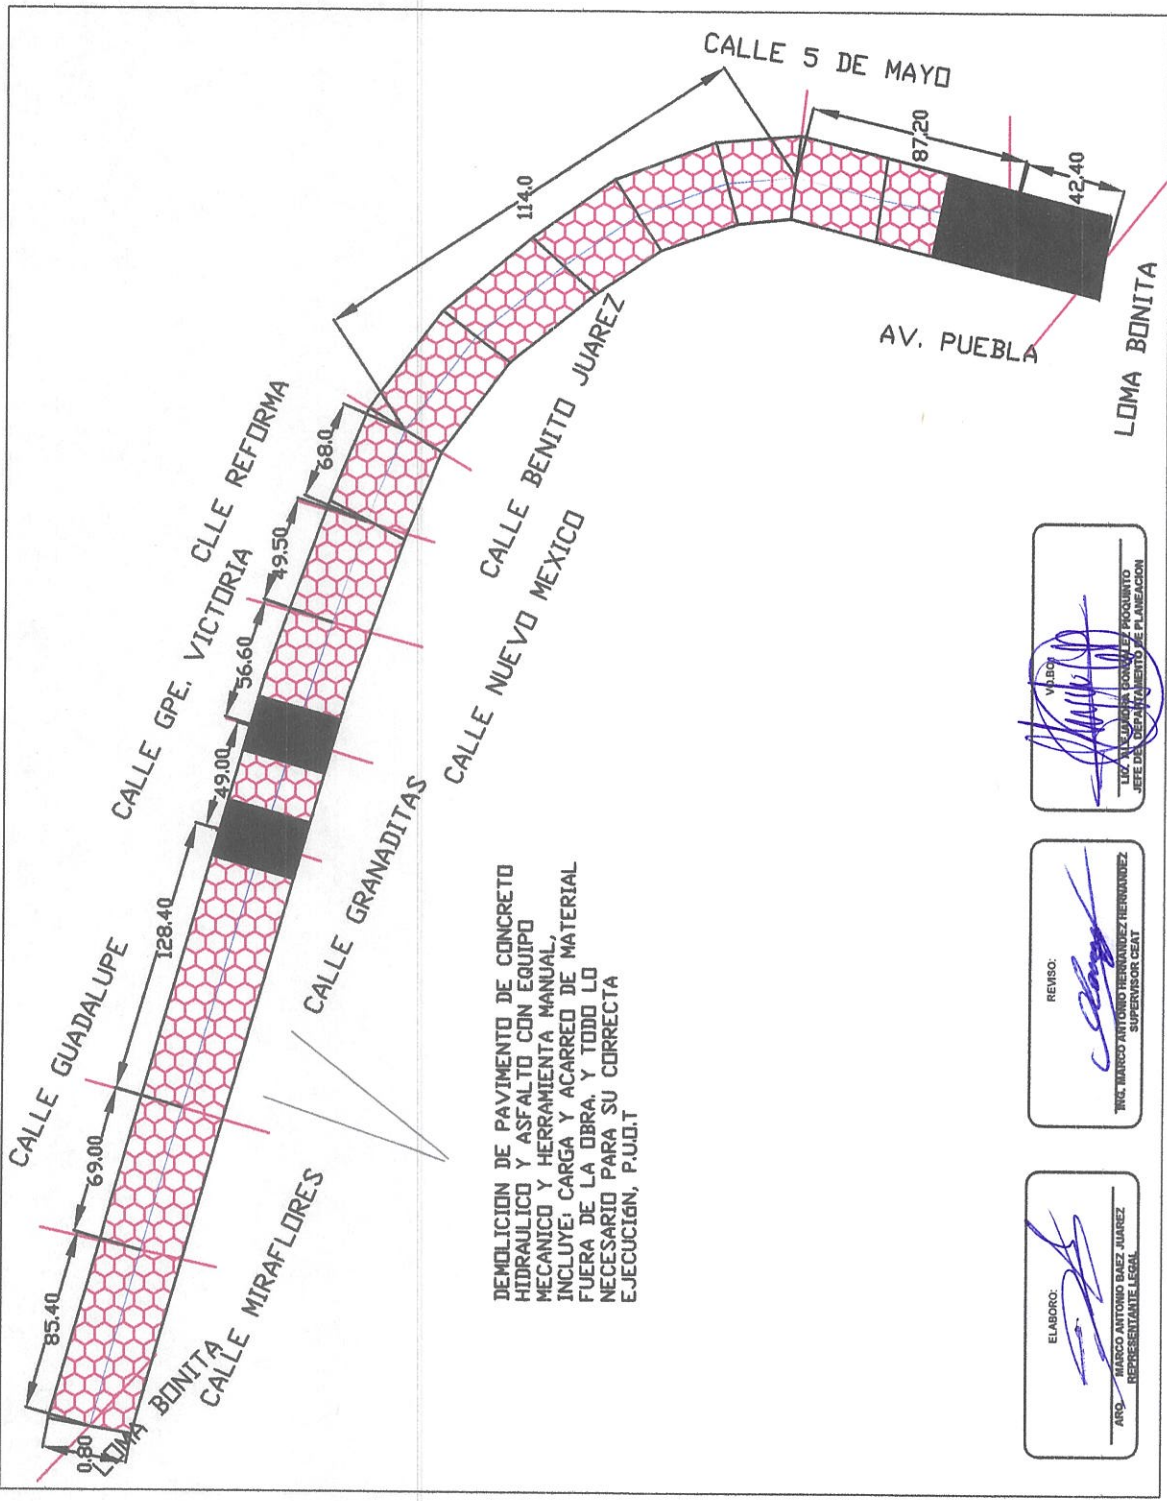 CALLE 5 DE MAYO
87.20
42.40
114.0
AV. PUEBLA
LOMA BONITA
CLLE REFORMA
68.0
CALLE BENITO JUAREZ
49.50
CALLE GPE. VICTORIA
56.60
CALLE NUEVO MEXICO
49.00
CALLE GRANADITAS
128.40
CALLE GUADALUPE
69.00
85.40
CALLE MIRAFLORES
LOMA BONITA
0.80
DEMOLICION DE PAVIMENTO DE CONCRETO
HIDRAULICO Y ASFALTO CON EQUIPO
MECANICO Y HERRAMIENTA MANUAL,
INCLUYE: CARGA Y ACARREO DE MATERIAL
FUERA DE LA OBRA, Y TODO LO
NECESARIO PARA SU CORRECTA
EJECUCIÓN, P.U.O.T
ELABORO:
ARQ. MARCO ANTONIO BAEZ JUAREZ
REPRESENTANTE LEGAL
REVISO:
ING. MARCO ANTONIO HERNANDEZ HERNANDEZ
SUPERVISOR CEAT
VO.BO.
LIC. ALEJANDRA GONZALEZ PIOQUINTO
JEFE DEL DEPARTAMENTO DE PLANEACION